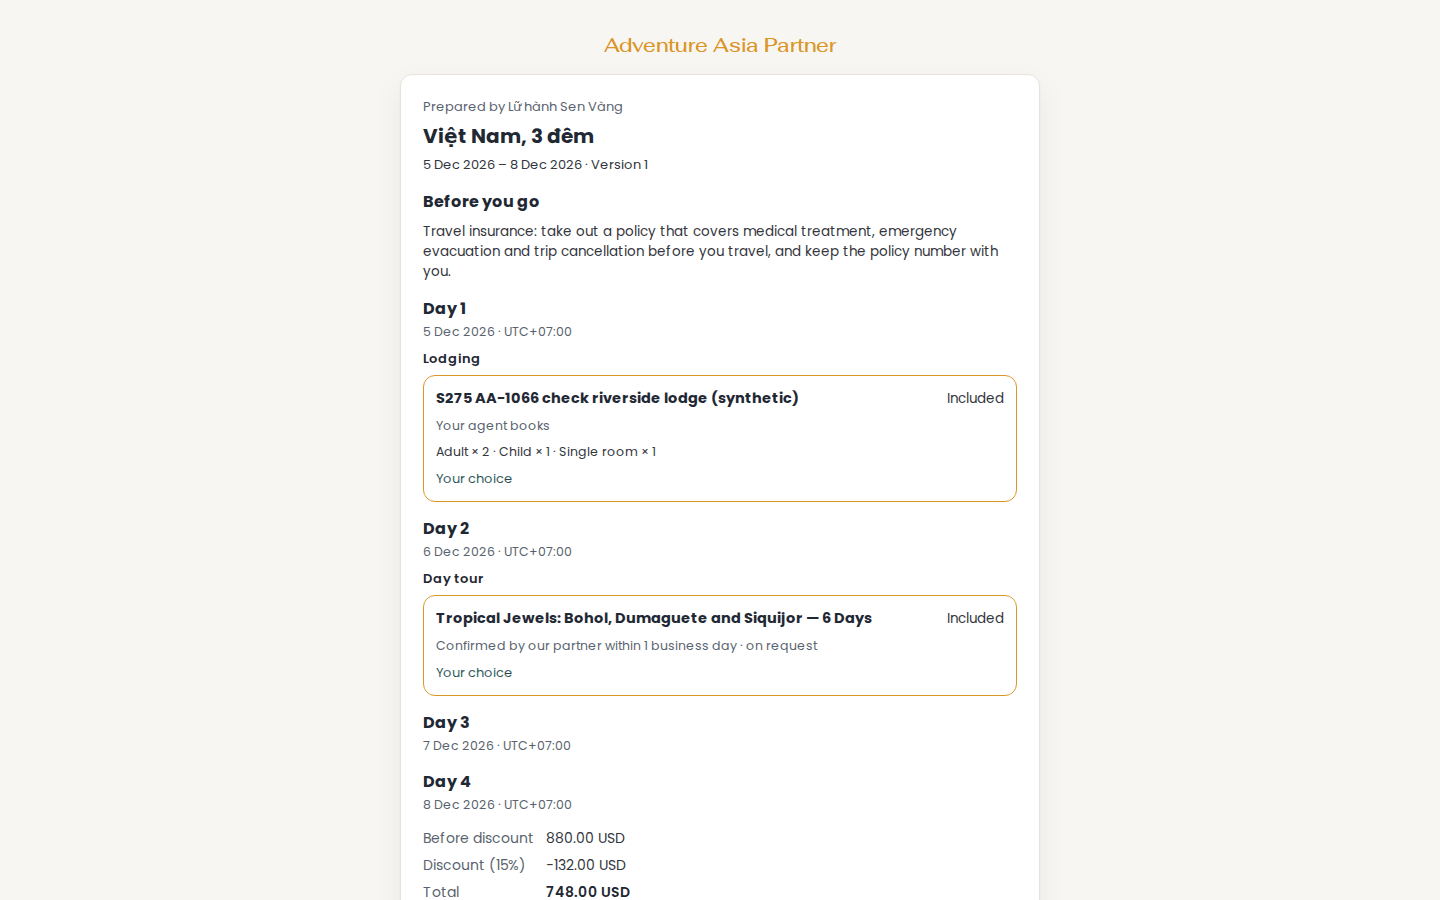 Adventure Asia Partner
Prepared by Lữ hành Sen Vàng
Việt Nam, 3 đêm
5 Dec 2026 – 8 Dec 2026 · Version 1
Before you go
Travel insurance: take out a policy that covers medical treatment, emergency
evacuation and trip cancellation before you travel, and keep the policy number with
you.
Day 1
5 Dec 2026 · UTC+07:00
Lodging
S275 AA-1066 check riverside lodge (synthetic) Included
Your agent books
Adult × 2 · Child × 1 · Single room × 1
Your choice
Day 2
6 Dec 2026 · UTC+07:00
Day tour
Tropical Jewels: Bohol, Dumaguete and Siquijor — 6 Days Included
Confirmed by our partner within 1 business day · on request
Your choice
Day 3
7 Dec 2026 · UTC+07:00
Day 4
8 Dec 2026 · UTC+07:00
Before discount 880.00 USD
Discount (15%) -132.00 USD
Total 748.00 USD